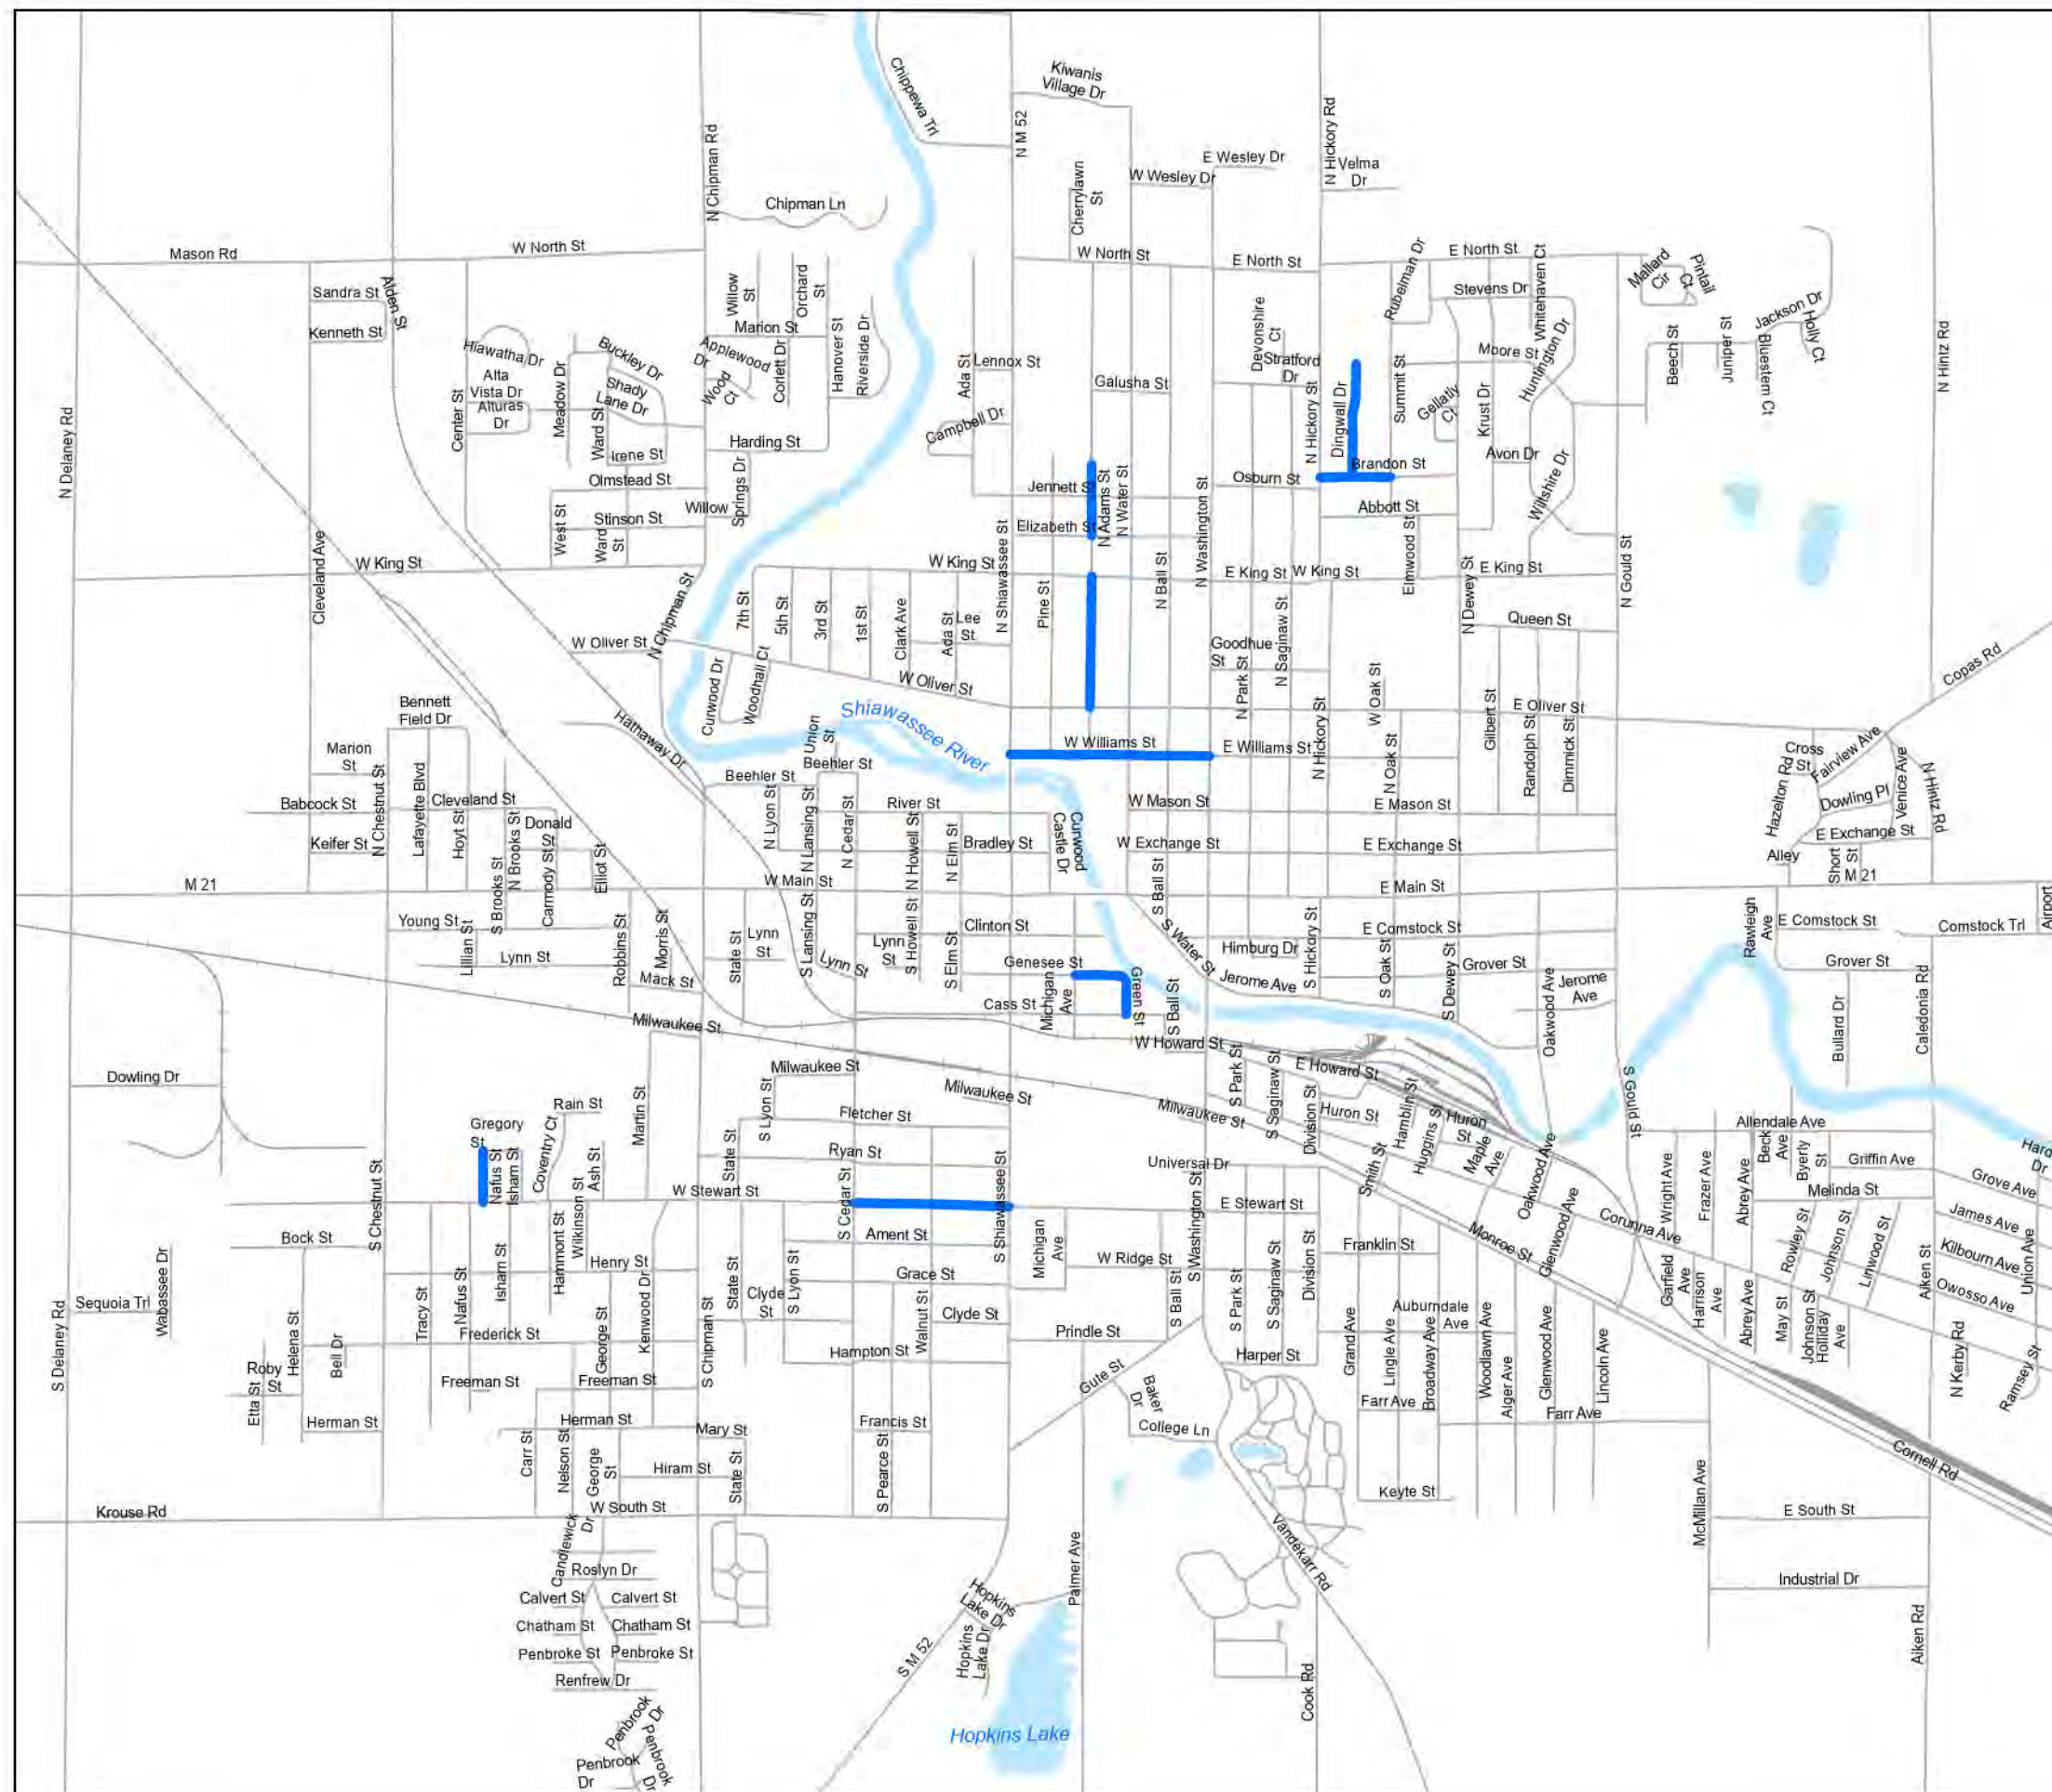 Kiwanis
Village Dr
Chippewa Trl
N M 52
N Hickory Rd
N Chipman Rd
E Wesley Dr
Velma
Dr
W Wesley Dr
Cherrylawn
St
Chipman Ln
Mason Rd
W North St
W North St
E North St
E North St
Rubelman Dr
Whitehaven Ct
Mallard
Cir
Pintail
Ct
Sandra St
Alden St
Kenneth St
Willow
St
Orchard
St
Marion St
Stevens Dr
Jackson Dr
Holly Ct
N Hintz Rd
Hiawatha Dr
Buckley Dr
Applewood
Dr
Corlett Dr
Hanover St
Riverside Dr
Ada St
Lennox St
Devonshire
Ct
Stratford
Dr
Moore St
Huntington Dr
Beech St
Juniper St
Bluestem Ct
Alta
Vista Dr
Alturas
Dr
Meadow Dr
Shady
Lane Dr
Wood
Ct
Galusha St
N Hickory St
Dingwall Dr
Summit St
Gellatly
Ct
Krust Dr
N Delaney Rd
Center St
Ward St
Irene St
Harding St
Campbell Dr
Avon Dr
Brandon St
Olmstead St
Springs Dr
Willow
Jennett St
N Adams St
N Water St
Osburn St
Wiltshire Dr
West St
Stinson St
Ward
St
Elizabeth St
N Washington St
Abbott St
Elmwood St
Cleveland Ave
W King St
N Shiawassee St
W King St
N Ball St
E King St
W King St
E King St
N Dewey St
N Gould St
N Chipman St
7th St
5th St
3rd St
1st St
Clark Ave
Ada St
Lee
St
Pine St
Queen St
W Oliver St
Goodhue
St
N Park St
N Saginaw St
Copas Rd
Curwood Dr
Woodhall Ct
W Oliver St
W Oak St
Gilbert St
E Oliver St
Bennett
Field Dr
Hathaway Dr
Union
St
Shiawassee River
W Williams St
E Williams St
N Hickory St
N Oak St
Randolph St
Dimmick St
Marion
St
Beehler St
Beehler St
Cross
St
Fairview Ave
Hazelton Rd
Venice Ave
N Hintz Rd
Babcock St
N Chestnut St
Lafayette Blvd
Cleveland St
Hoyt St
Donald
St
N Lyon St
N Lansing St
N Cedar St
River St
N Howell St
N Elm St
Bradley St
Curwood
Castle Dr
W Mason St
E Mason St
Dowling Pl
Keifer St
S Brooks St
N Brooks St
Carmody St
Elliot St
W Exchange St
E Exchange St
E Exchange St
Alley
Short
St
M 21
M 21
W Main St
E Main St
Airport
Young St
Lillian St
Lynn St
Robbins St
Morris St
Mack St
State St
Lynn
St
S Lansing St
Lynn St
Lynn
St
S Howell St
S Elm St
Clinton St
S Ball St
S Water St
Himburg Dr
S Hickory St
E Comstock St
S Oak St
S Dewey St
Grover St
Rawleigh
Ave
E Comstock St
Comstock Trl
Grover St
Genesee St
Green St
Jerome Ave
Oakwood Ave
Jerome
Ave
Caledonia Rd
Bullard Dr
Cass St
Michigan
Ave
S Ball St
Milwaukee St
W Howard St
S Park St
S Saginaw St
E Howard St
Dowling Dr
Milwaukee St
Milwaukee St
Milwaukee St
Division St
Huron St
Hamblin St
Huggins St
Huron
St
Maple
Ave
S Gould St
Rain St
Gregory
St
Martin St
S Lyon St
Fletcher St
Allendale Ave
Beck
Ave
Byerly
St
Hard
Dr
Nafus St
Isham St
Coventry Ct
Ash St
State St
Ryan St
Universal Dr
Smith St
Oakwood Ave
Wright Ave
Frazer Ave
Abrey Ave
Griffin Ave
Grove Ave
S Chestnut St
Wilkinson St
W Stewart St
S Cedar St
S Shiawassee St
S Washington St
E Stewart St
Glenwood Ave
Corunna Ave
Melinda St
James Ave
Bock St
Hammont St
Ament St
Michigan
Ave
W Ridge St
Franklin St
Monroe St
Rowley St
Johnson St
Linwood St
Kilbourn Ave
Wabassee Dr
Henry St
Isham St
Grace St
S Lyon St
Garfield
Ave
Harrison
Ave
Aiken St
Owosso Ave
Union Ave
Sequoia Trl
S Delaney Rd
Helena St
Bell Dr
Tracy St
Nafus St
Frederick St
George St
Kenwood Dr
S Chipman St
State St
Clyde
St
Walnut St
Clyde St
S Ball St
S Park St
S Saginaw St
Division St
Prindle St
Auburndale
Ave
Abrey Ave
May St
Johnson St
Holliday
Ave
Hampton St
Harper St
Grand Ave
Lingle Ave
Broadway Ave
Woodlawn Ave
Alger Ave
Glenwood Ave
Lincoln Ave
N Kerby Rd
Ramsey St
Roby
St
Etta St
Freeman St
Freeman St
Gute St
Baker
Dr
Farr Ave
Farr Ave
Herman St
Herman St
Mary St
Francis St
College Ln
Carr St
Nelson St
George
St
Hiram St
State St
S Pearce St
Cornell Rd
Keyte St
McMillan Ave
Krouse Rd
W South St
E South St
Candlewick
Dr
Palmer Ave
Vandekarr Rd
Roslyn Dr
Industrial Dr
Calvert St
Calvert St
Hopkins
Lake Dr
Chatham St
Chatham St
Hopkins
Lake Dr
Penbroke St
Penbroke St
S M 52
Aiken Rd
Renfrew Dr
Cook Rd
Penbrook
Dr
Penbrook
Dr
Penbrook
Dr
Hopkins Lake